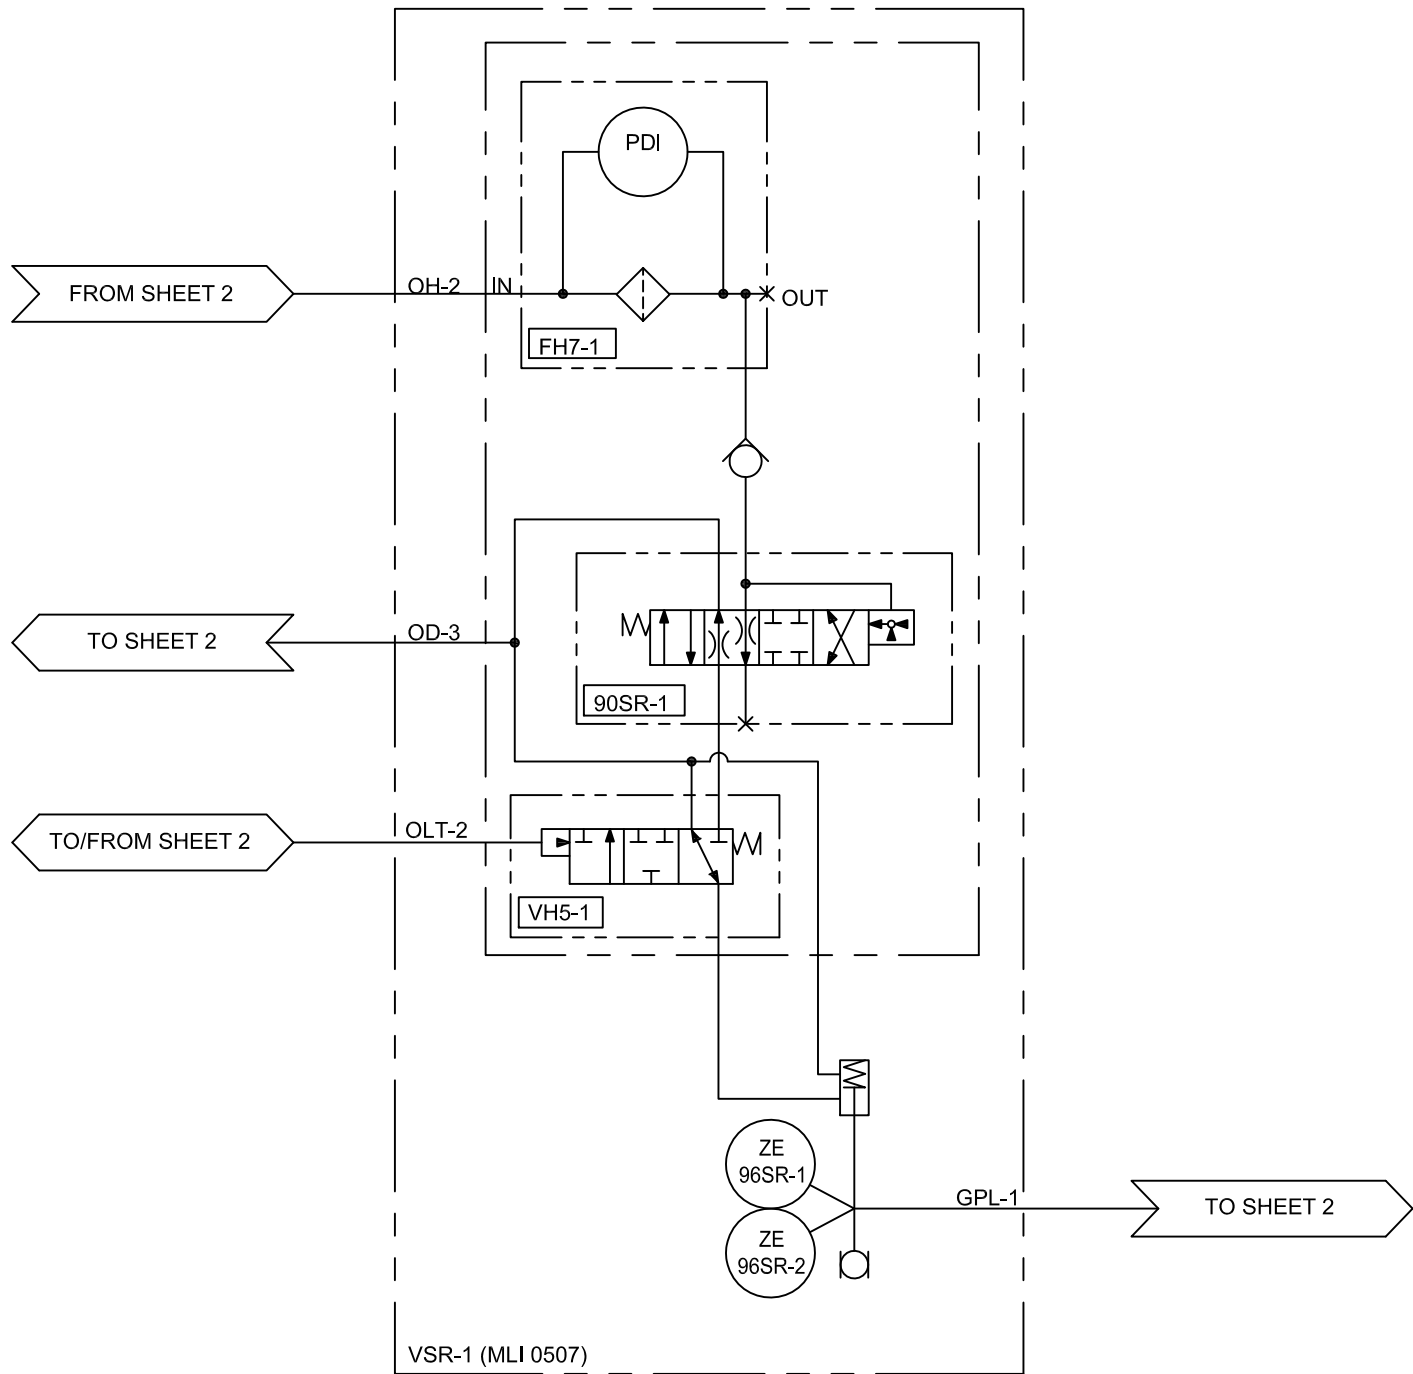 PDI
FROM SHEET 2
OH-2
IN
OUT
FH7-1
TO SHEET 2
OD-3
90SR-1
TO/FROM SHEET 2
OLT-2
VH5-1
ZE
96SR-1
GPL-1
TO SHEET 2
ZE
96SR-2
VSR-1 (MLI 0507)